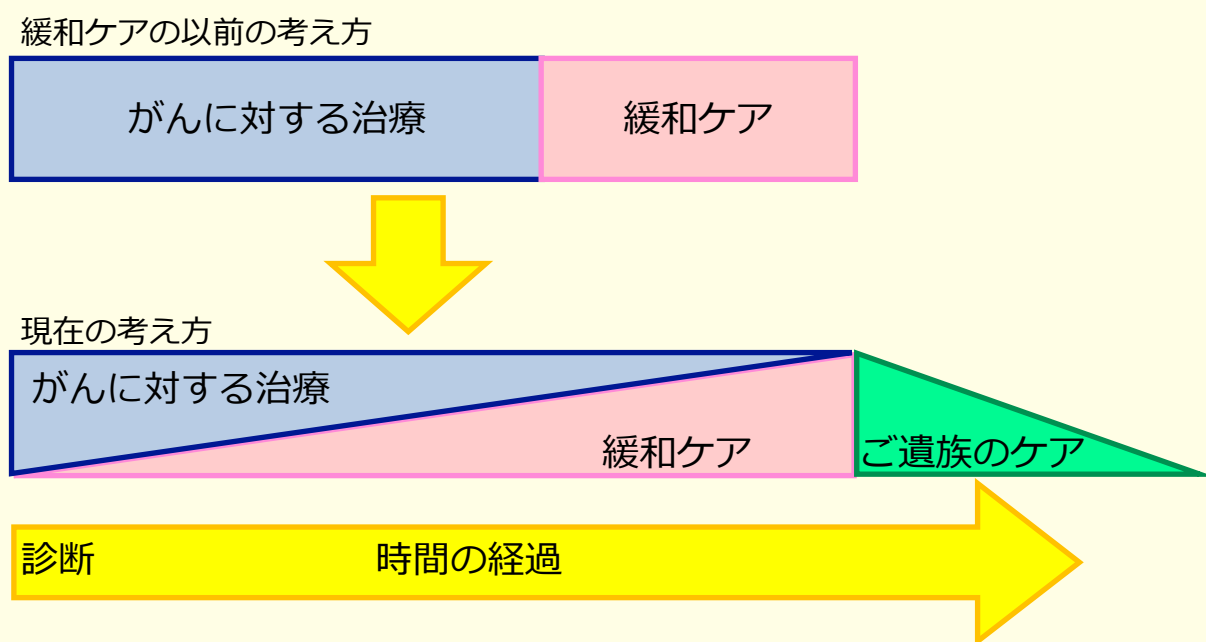 緩和ケアの以前の考え方
がんに対する治療
緩和ケア
現在の考え方
がんに対する治療
緩和ケア
ご遺族のケア
診断
時間の経過